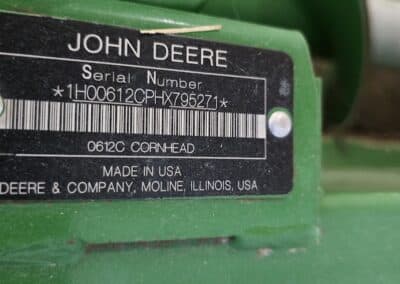 JOHN DEERE
Serial Number
*1H00612CPHX795271*
0612C CORNHEAD
MADE IN USA
DEERE & COMPANY, MOLINE, ILLINOIS, USA